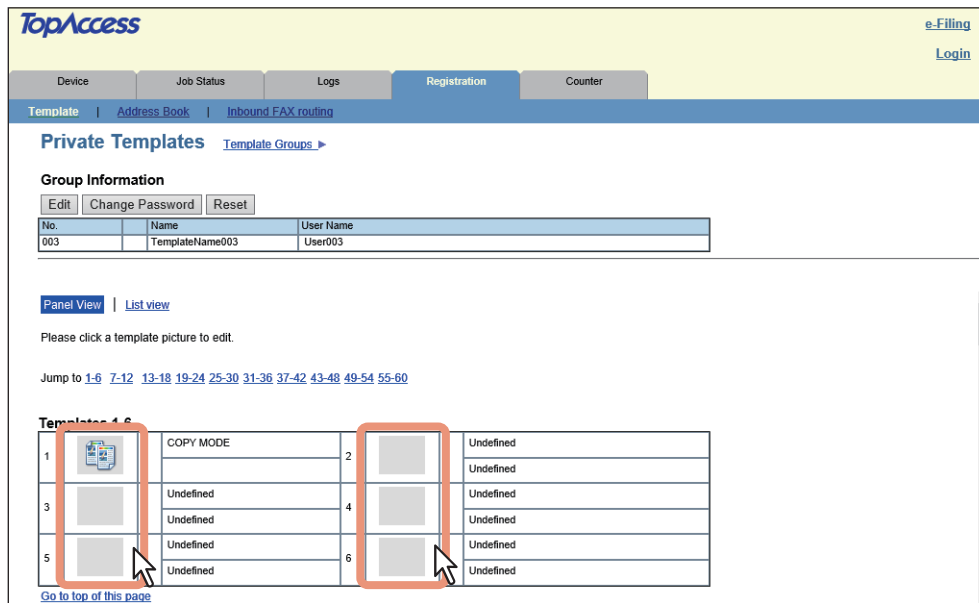 TopAccess
e-Filing
Login
Device Job Status Logs Registration Counter
Template | Address Book | Inbound FAX routing
Private Templates Template Groups
Group Information
Edit Change Password Reset
No. Name User Name
003 TemplateName003 User003
Panel View | List view
Please click a template picture to edit.
Jump to 1-6 7-12 13-18 19-24 25-30 31-36 37-42 43-48 49-54 55-60
Templates 1-6
1 COPY MODE 2 Undefined
Undefined
3 Undefined 4 Undefined
Undefined Undefined
5 Undefined 6 Undefined
Undefined Undefined
Go to top of this page